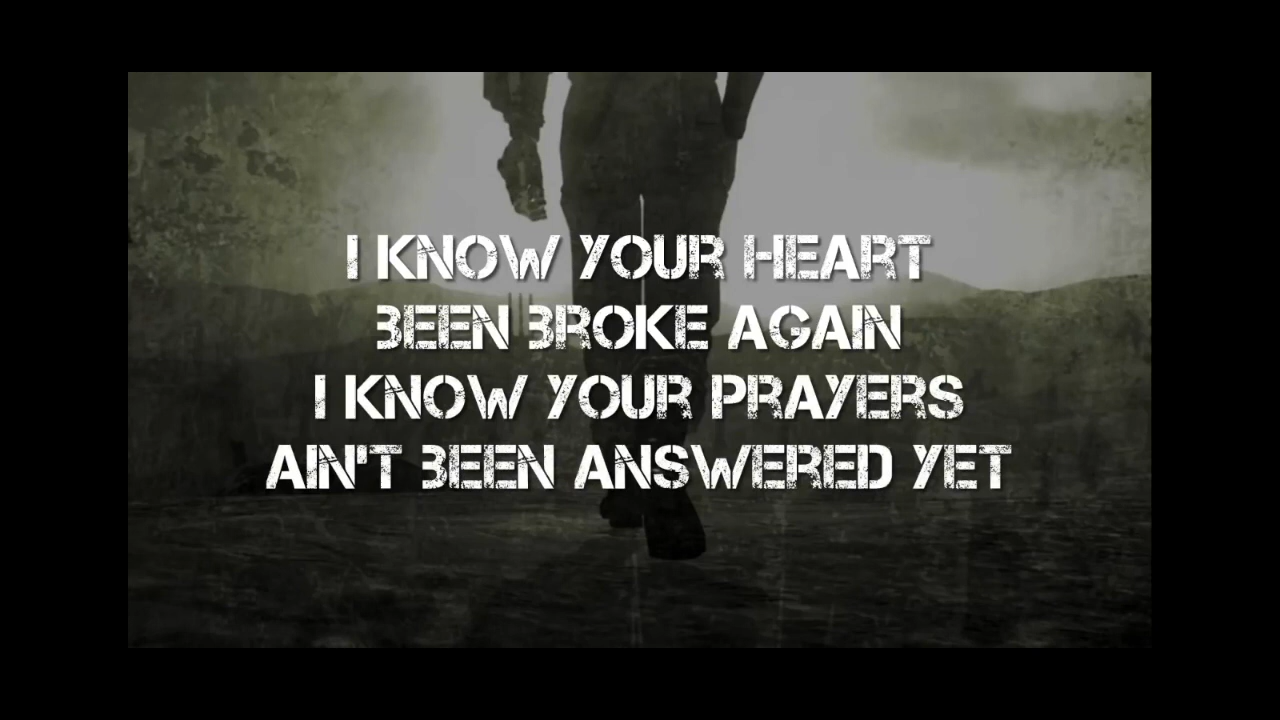 I KNOW YOUR HEART
BEEN BROKE AGAIN
I KNOW YOUR PRAYERS
AIN'T BEEN ANSWERED YET